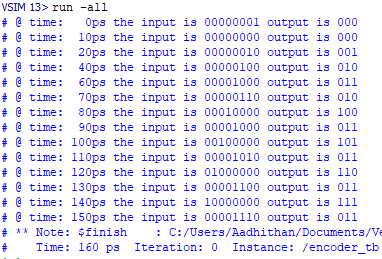 VSIM 13> run -all
# @ time:    0ps the input is 00000001 output is 000
# @ time:   10ps the input is 00000000 output is 000
# @ time:   20ps the input is 00000010 output is 001
# @ time:   40ps the input is 00000100 output is 010
# @ time:   60ps the input is 00001000 output is 011
# @ time:   70ps the input is 00000110 output is 010
# @ time:   80ps the input is 00010000 output is 100
# @ time:   90ps the input is 00001000 output is 011
# @ time:  100ps the input is 00100000 output is 101
# @ time:  110ps the input is 00001010 output is 011
# @ time:  120ps the input is 01000000 output is 110
# @ time:  130ps the input is 00001100 output is 011
# @ time:  140ps the input is 10000000 output is 111
# @ time:  150ps the input is 00001110 output is 011
# ** Note: $finish    : C:/Users/Aadhithan/Documents/Ve
#    Time: 160 ps  Iteration: 0  Instance: /encoder_tb